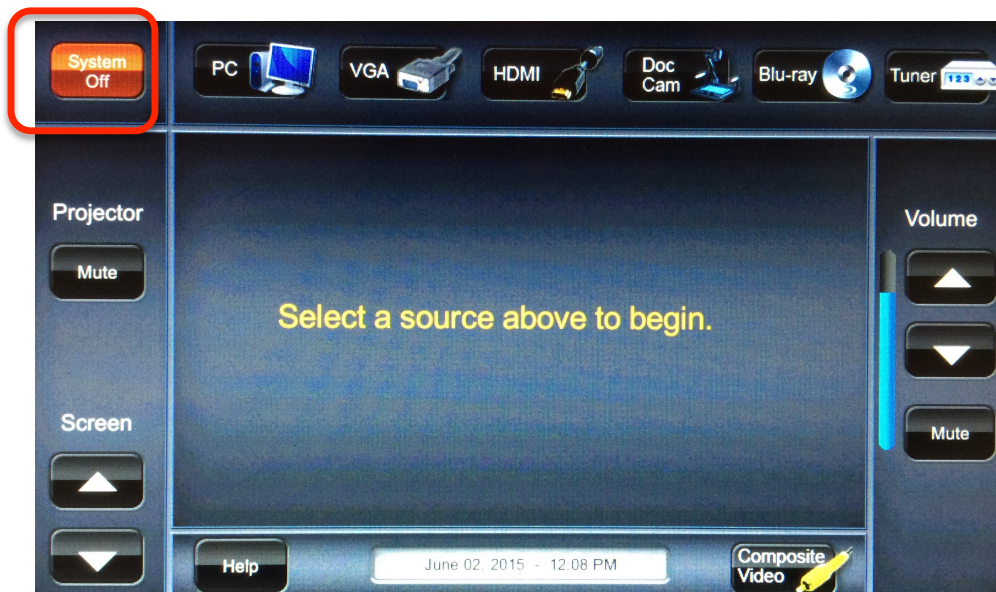 System
Off
PC
VGA
HDMI
Doc
Cam
Blu-ray
Tuner
123
Projector
Mute
Volume
Select a source above to begin.
Screen
Mute
Help
June 02. 2015 - 12.08 PM
Composite
Video